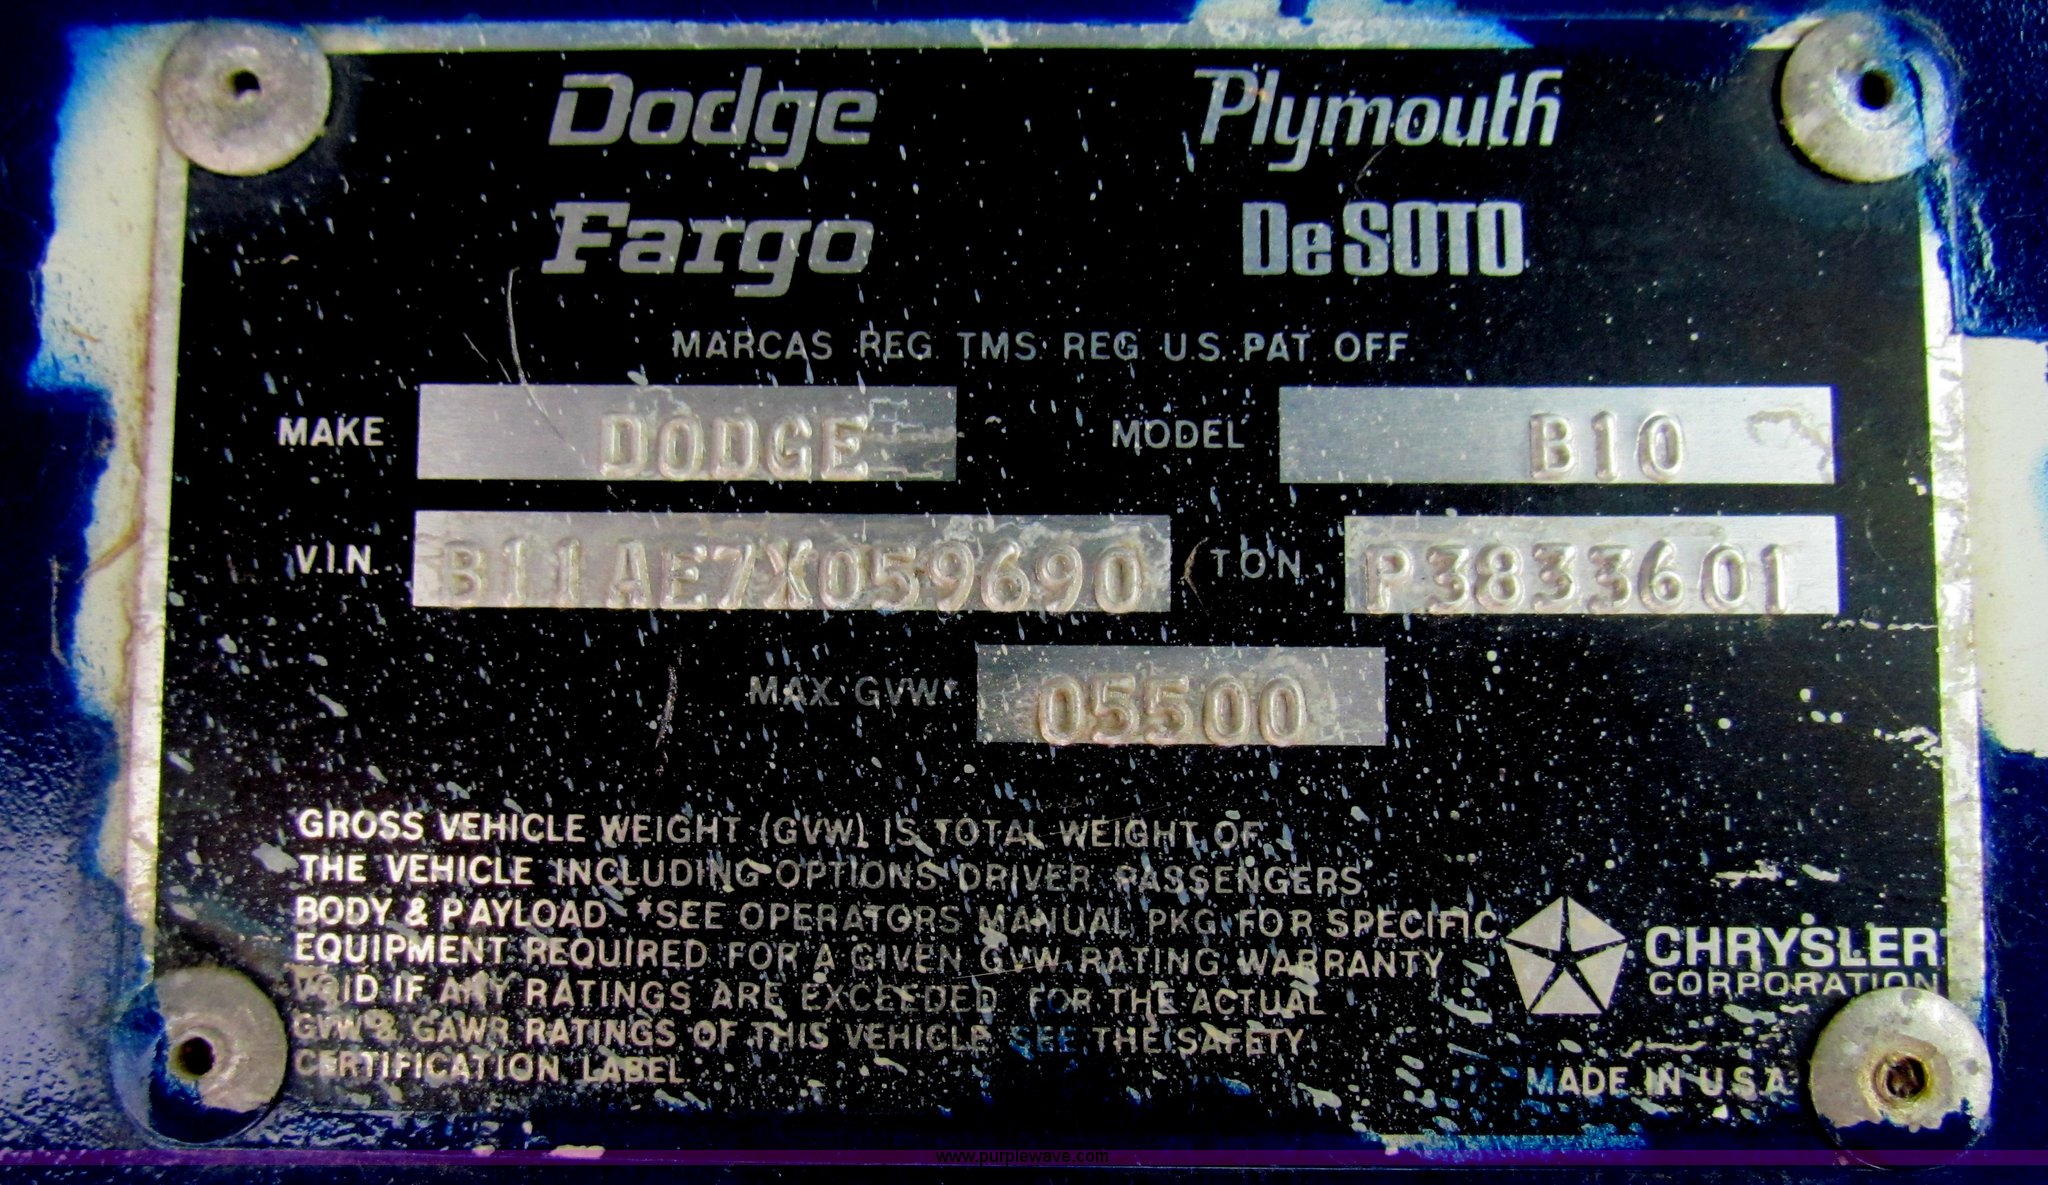 Dodge Plymouth
Fargo DeSOTO
MARCAS REG TMS REG U.S. PAT OFF.
MAKE DODGE MODEL B10
V.I.N. B11AE7X059690 T.O.N. P3833601
MAX. GVW* 05500
GROSS VEHICLE WEIGHT (GVW) IS TOTAL WEIGHT OF
THE VEHICLE INCLUDING OPTIONS DRIVER PASSENGERS
BODY & PAYLOAD. *SEE OPERATORS MANUAL PKG FOR SPECIFIC
EQUIPMENT REQUIRED FOR A GIVEN GVW RATING WARRANTY
VOID IF ANY RATINGS ARE EXCEEDED. FOR THE ACTUAL
GVW & GAWR RATINGS OF THIS VEHICLE SEE THE SAFETY
CERTIFICATION LABEL
CHRYSLER
CORPORATION
MADE IN U.S.A.
www.purplewave.com